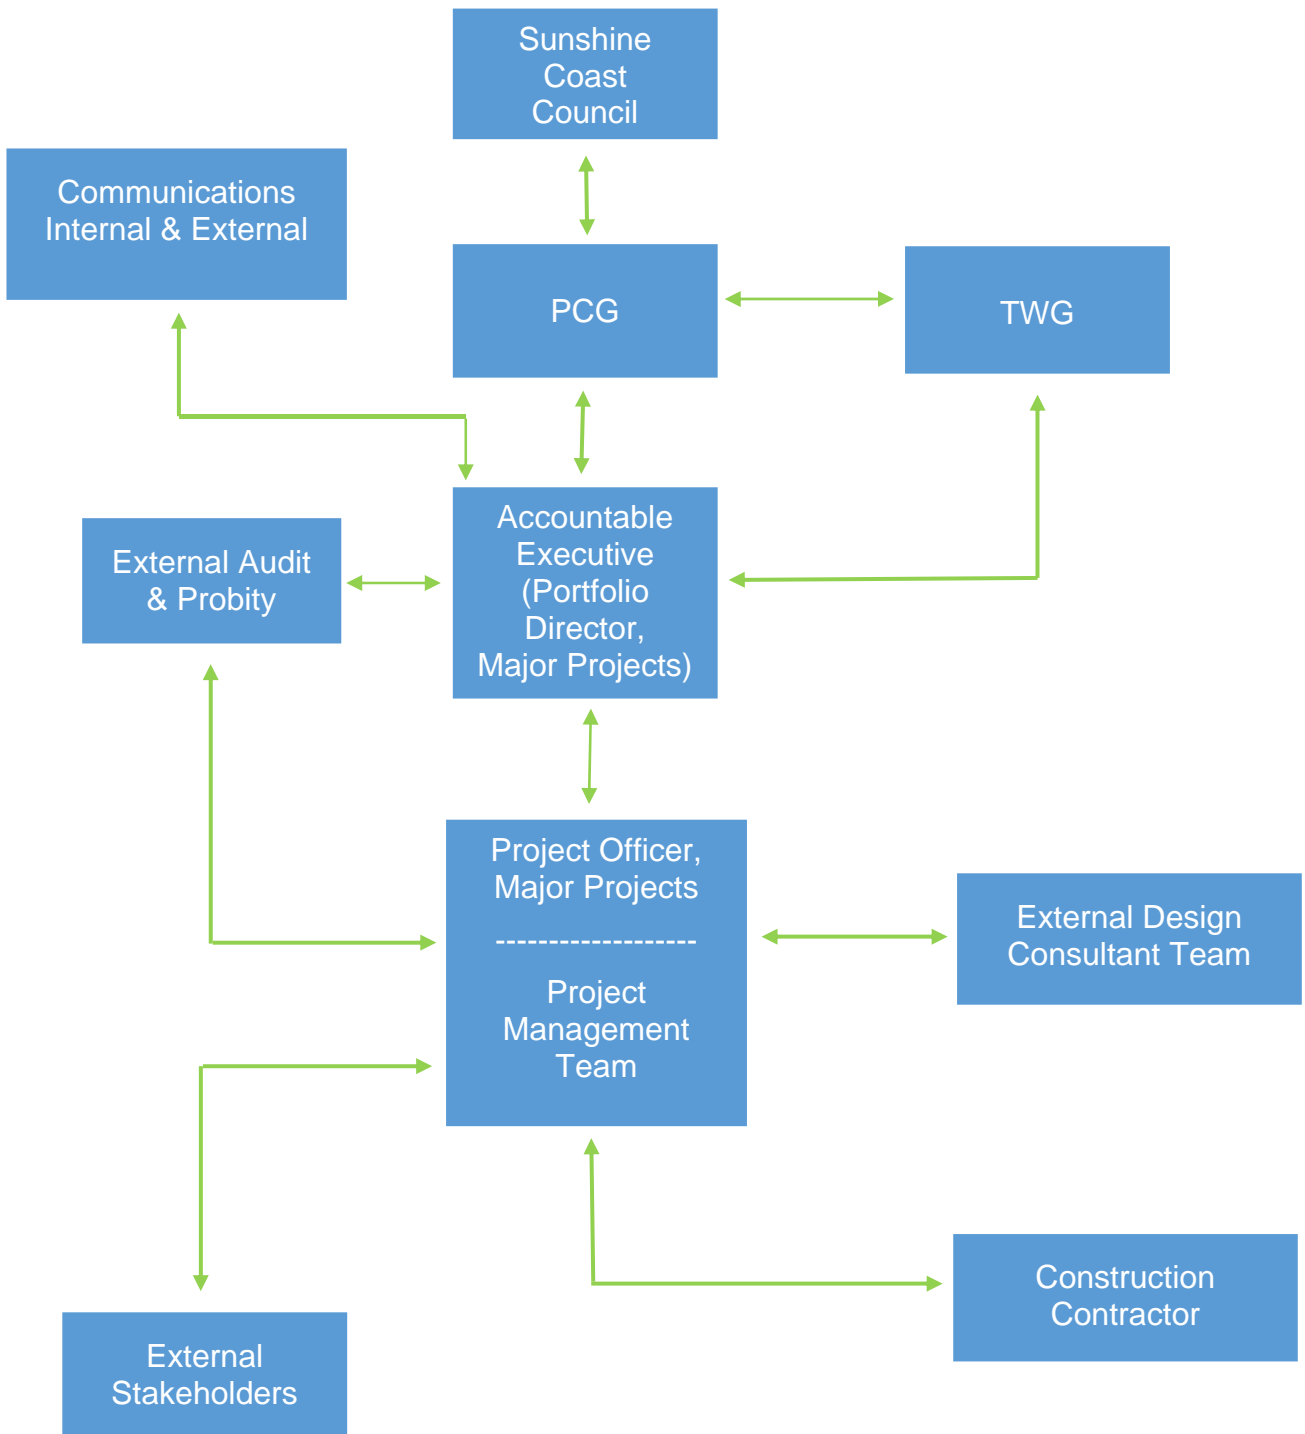 Sunshine
Coast
Council
Communications
Internal & External
PCG
TWG
Accountable
Executive
(Portfolio
Director,
Major Projects)
External Audit
& Probity
Project Officer,
Major Projects
-------------------
Project
Management
Team
External Design
Consultant Team
Construction
Contractor
External
Stakeholders